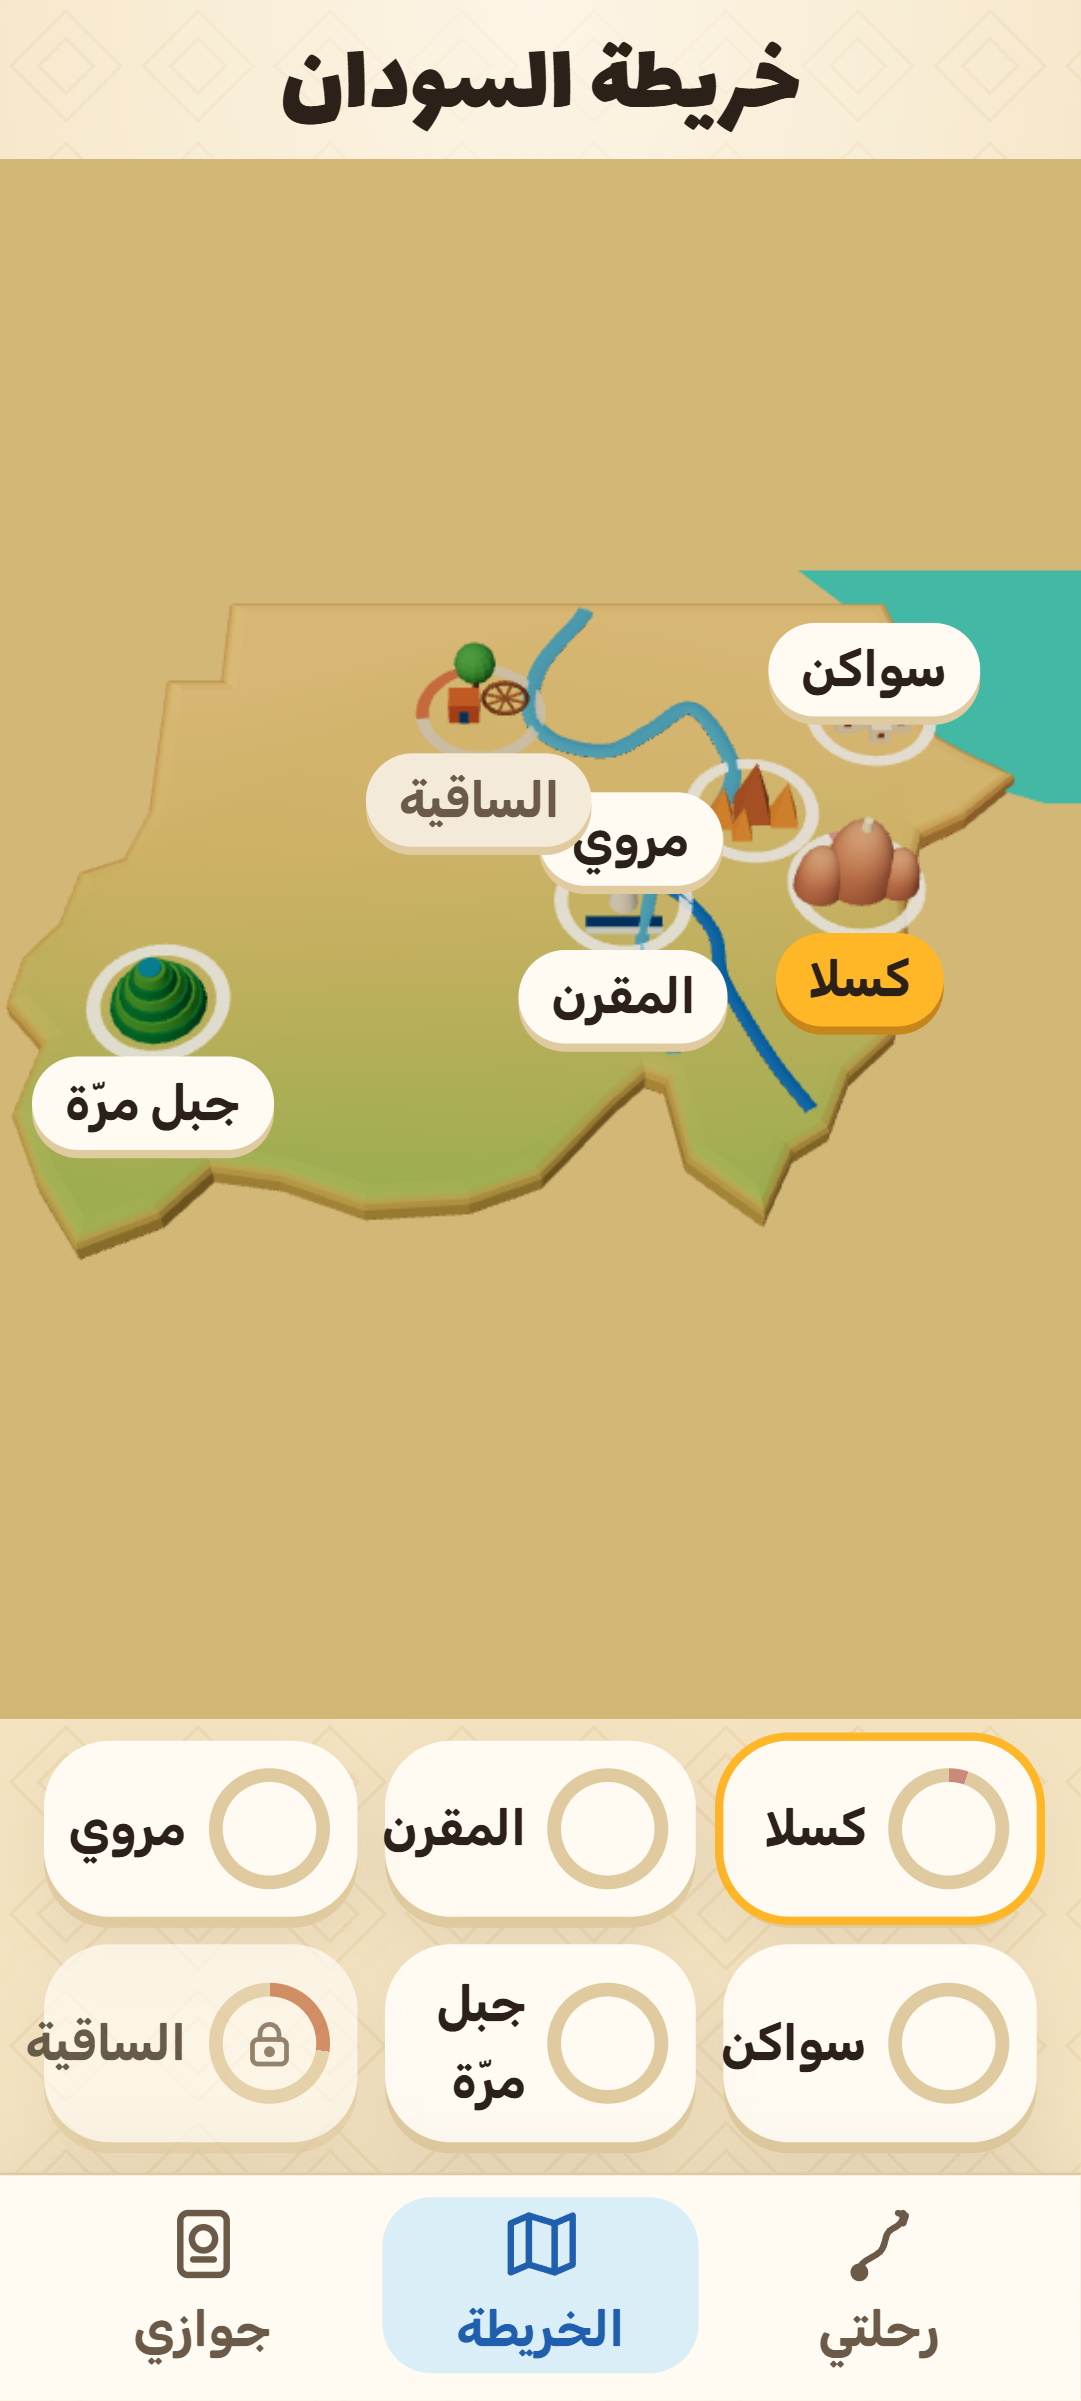 خريطة السودان
سواكن
الساقية
مروي
كسلا
المقرن
جبل مرّة
كسلا
المقرن
مروي
سواكن
جبل
مرّة
الساقية
رحلتي
الخريطة
جوازي